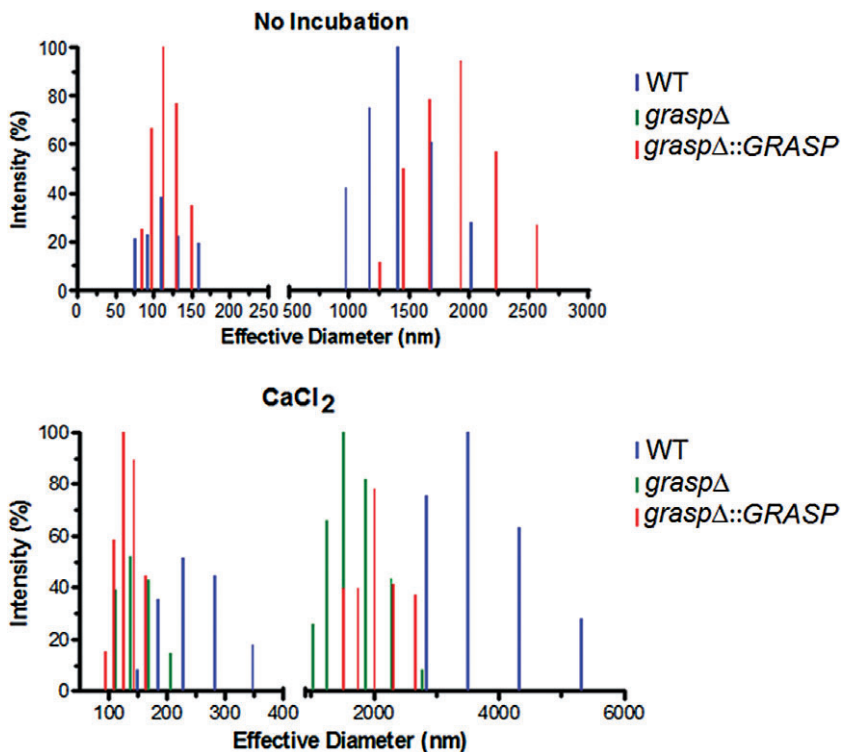 No Incubation
Intensity (%)
100
80
60
40
20
0
0 50 100 150 200 250 500 1000 1500 2000 2500 3000
Effective Diameter (nm)
WT
graspΔ
graspΔ::GRASP
CaCl2
Intensity (%)
100
80
60
40
20
0
100 200 300 400 2000 4000 6000
Effective Diameter (nm)
WT
graspΔ
graspΔ::GRASP